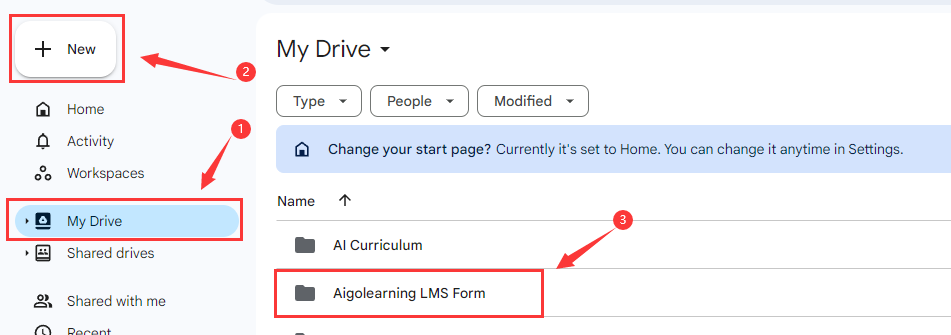 New
2
Home
1
Activity
Workspaces
My Drive
Shared drives
Shared with me
Recent
My Drive
Type
People
Modified
Change your start page? Currently it's set to Home. You can change it anytime in Settings.
Name
3
AI Curriculum
Aigolearning LMS Form